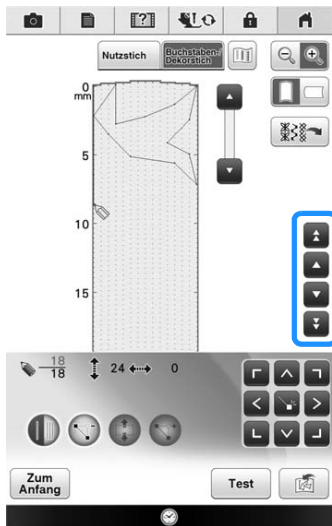 Nutzstich
Buchstaben-
Dekorstich
0
mm
5
10
15
18
18
24
0
Zum
Anfang
Test